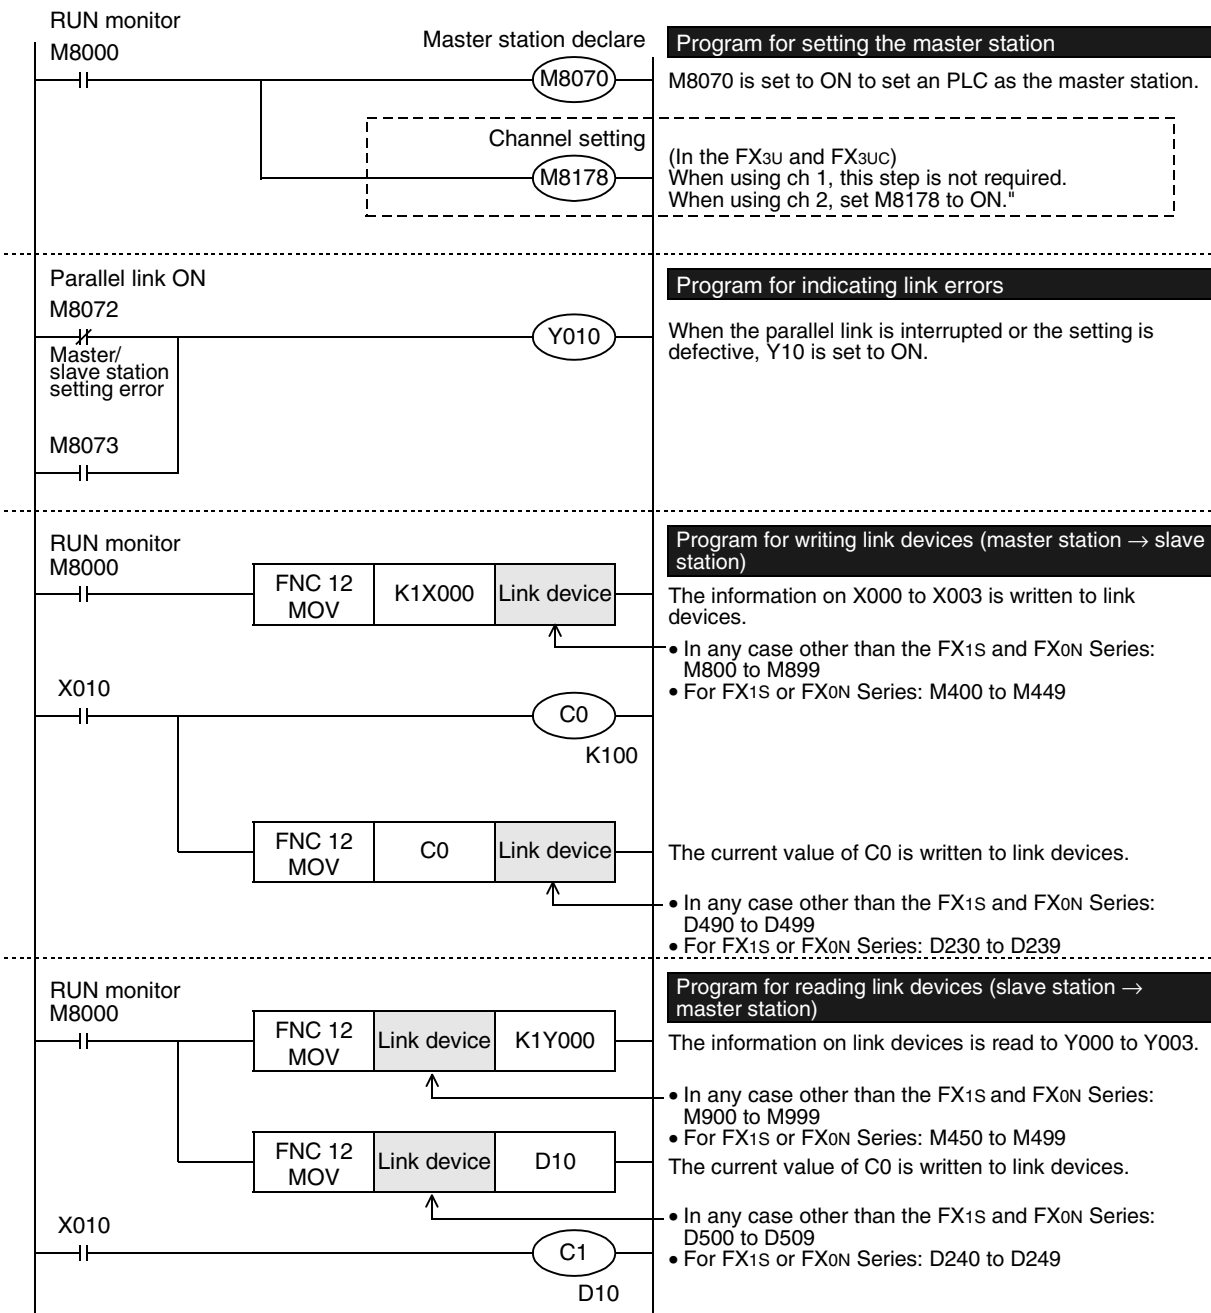 RUN monitor
M8000
Master station declare
M8070
Program for setting the master station
M8070 is set to ON to set an PLC as the master station.
Channel setting
M8178
(In the FX3U and FX3UC)
When using ch 1, this step is not required.
When using ch 2, set M8178 to ON."
Parallel link ON
M8072
Y010
Master/
slave station
setting error
M8073
Program for indicating link errors
When the parallel link is interrupted or the setting is
defective, Y10 is set to ON.
RUN monitor
M8000
FNC 12
MOV
K1X000
Link device
Program for writing link devices (master station → slave
station)
The information on X000 to X003 is written to link
devices.
• In any case other than the FX1S and FX0N Series:
M800 to M899
• For FX1S or FX0N Series: M400 to M449
X010
C0
K100
FNC 12
MOV
C0
Link device
The current value of C0 is written to link devices.
• In any case other than the FX1S and FX0N Series:
D490 to D499
• For FX1S or FX0N Series: D230 to D239
RUN monitor
M8000
FNC 12
MOV
Link device
K1Y000
Program for reading link devices (slave station →
master station)
The information on link devices is read to Y000 to Y003.
• In any case other than the FX1S and FX0N Series:
M900 to M999
• For FX1S or FX0N Series: M450 to M499
FNC 12
MOV
Link device
D10
The current value of C0 is written to link devices.
• In any case other than the FX1S and FX0N Series:
D500 to D509
• For FX1S or FX0N Series: D240 to D249
X010
C1
D10